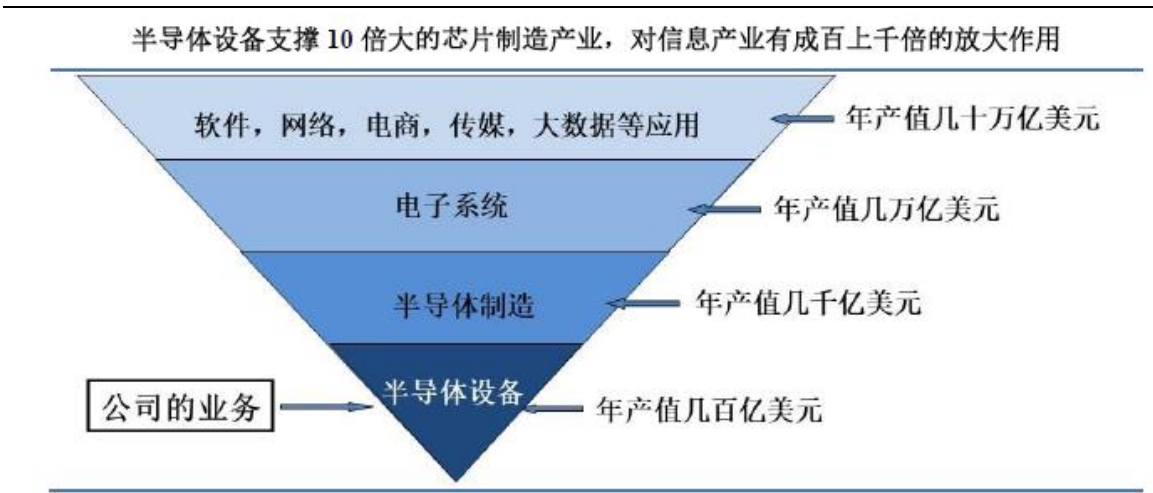 半导体设备支撑 10 倍大的芯片制造产业，对信息产业有成百上千倍的放大作用
软件，网络，电商，传媒，大数据等应用
年产值几十万亿美元
电子系统
年产值几万亿美元
半导体制造
年产值几千亿美元
公司的业务
半导体设备
年产值几百亿美元